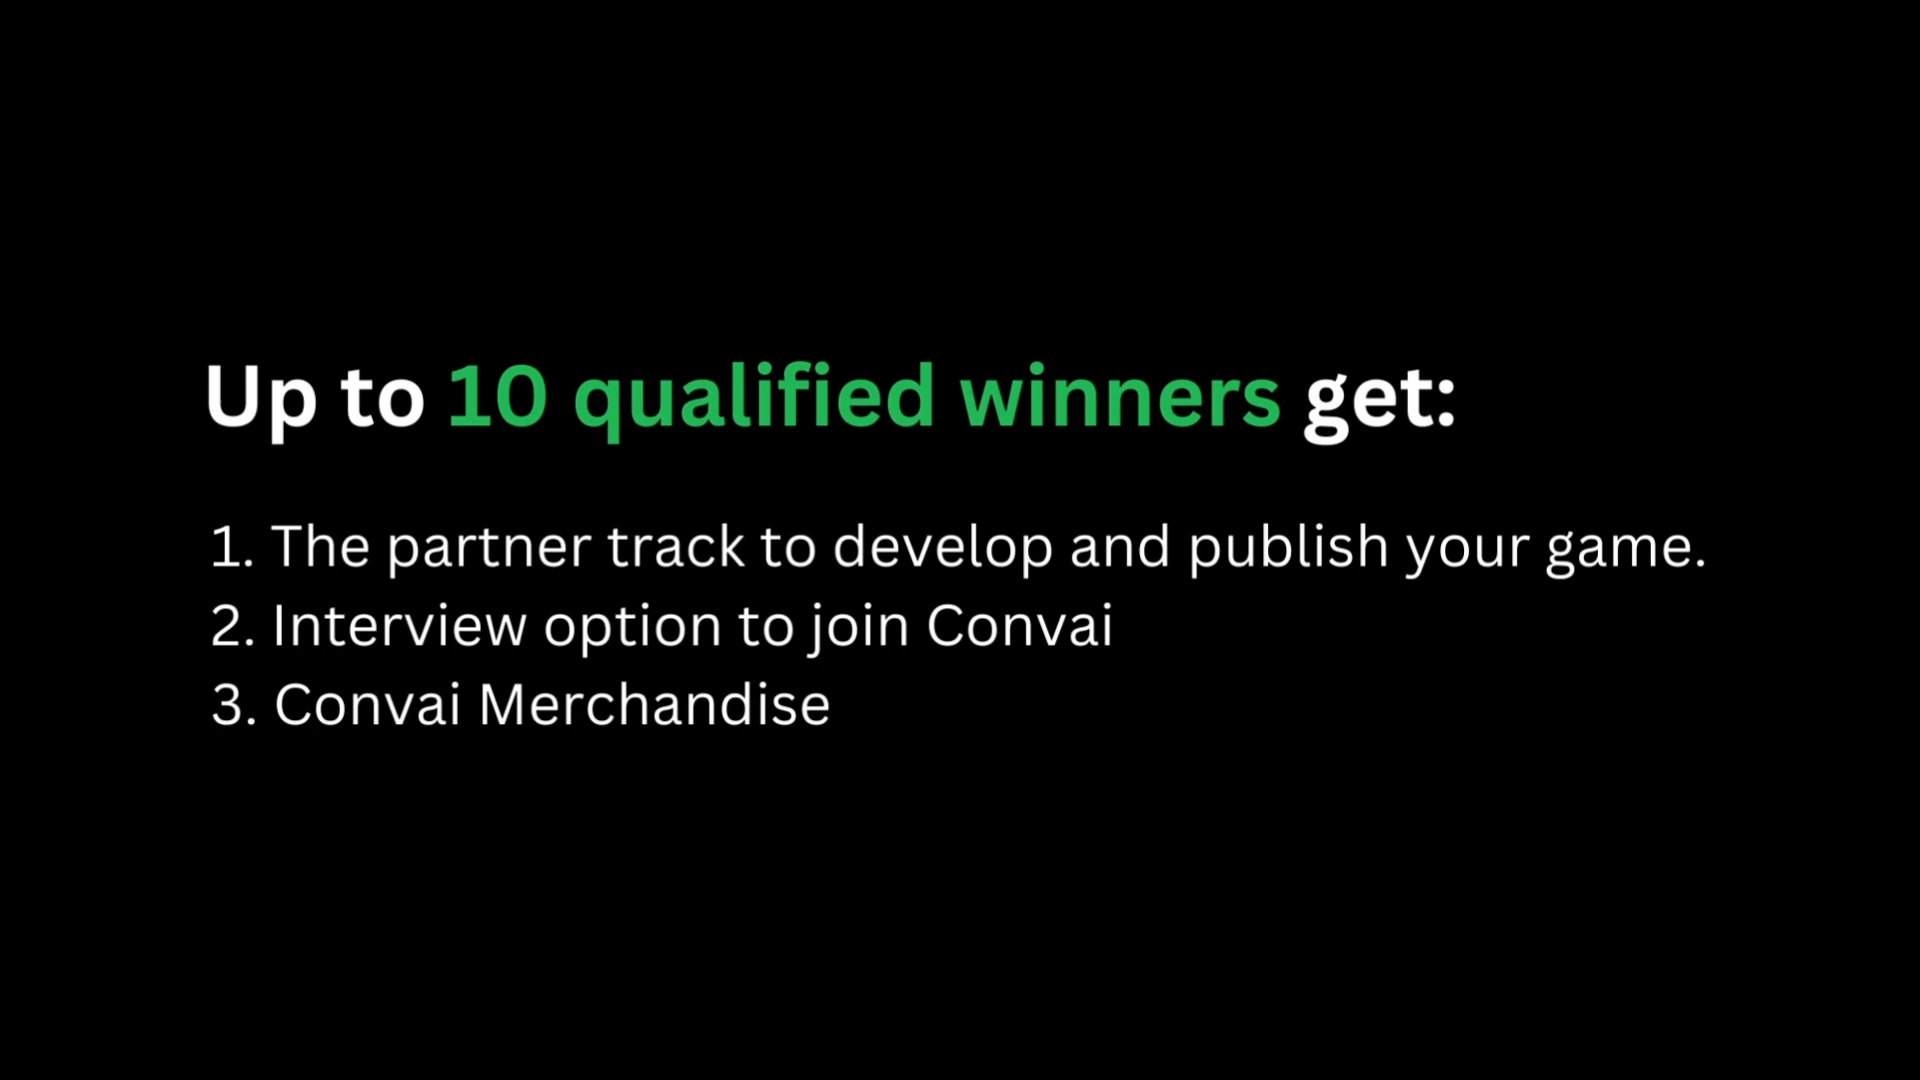 Up to 10 qualified winners get:
1. The partner track to develop and publish your game.
2. Interview option to join Convai
3. Convai Merchandise